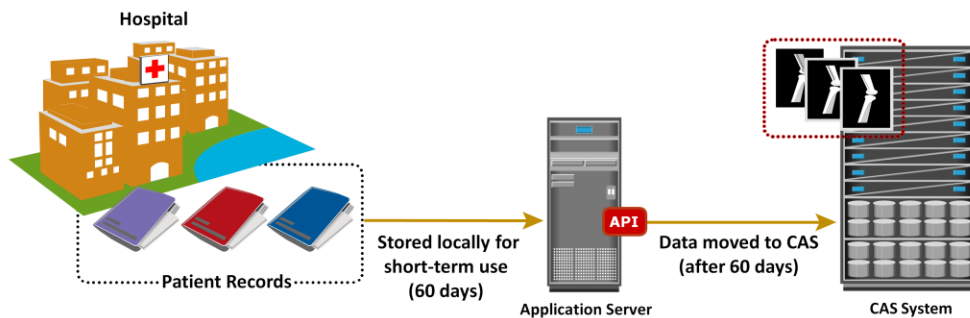 Hospital
Patient Records
Stored locally for
short-term use
(60 days)
API
Application Server
Data moved to CAS
(after 60 days)
CAS System